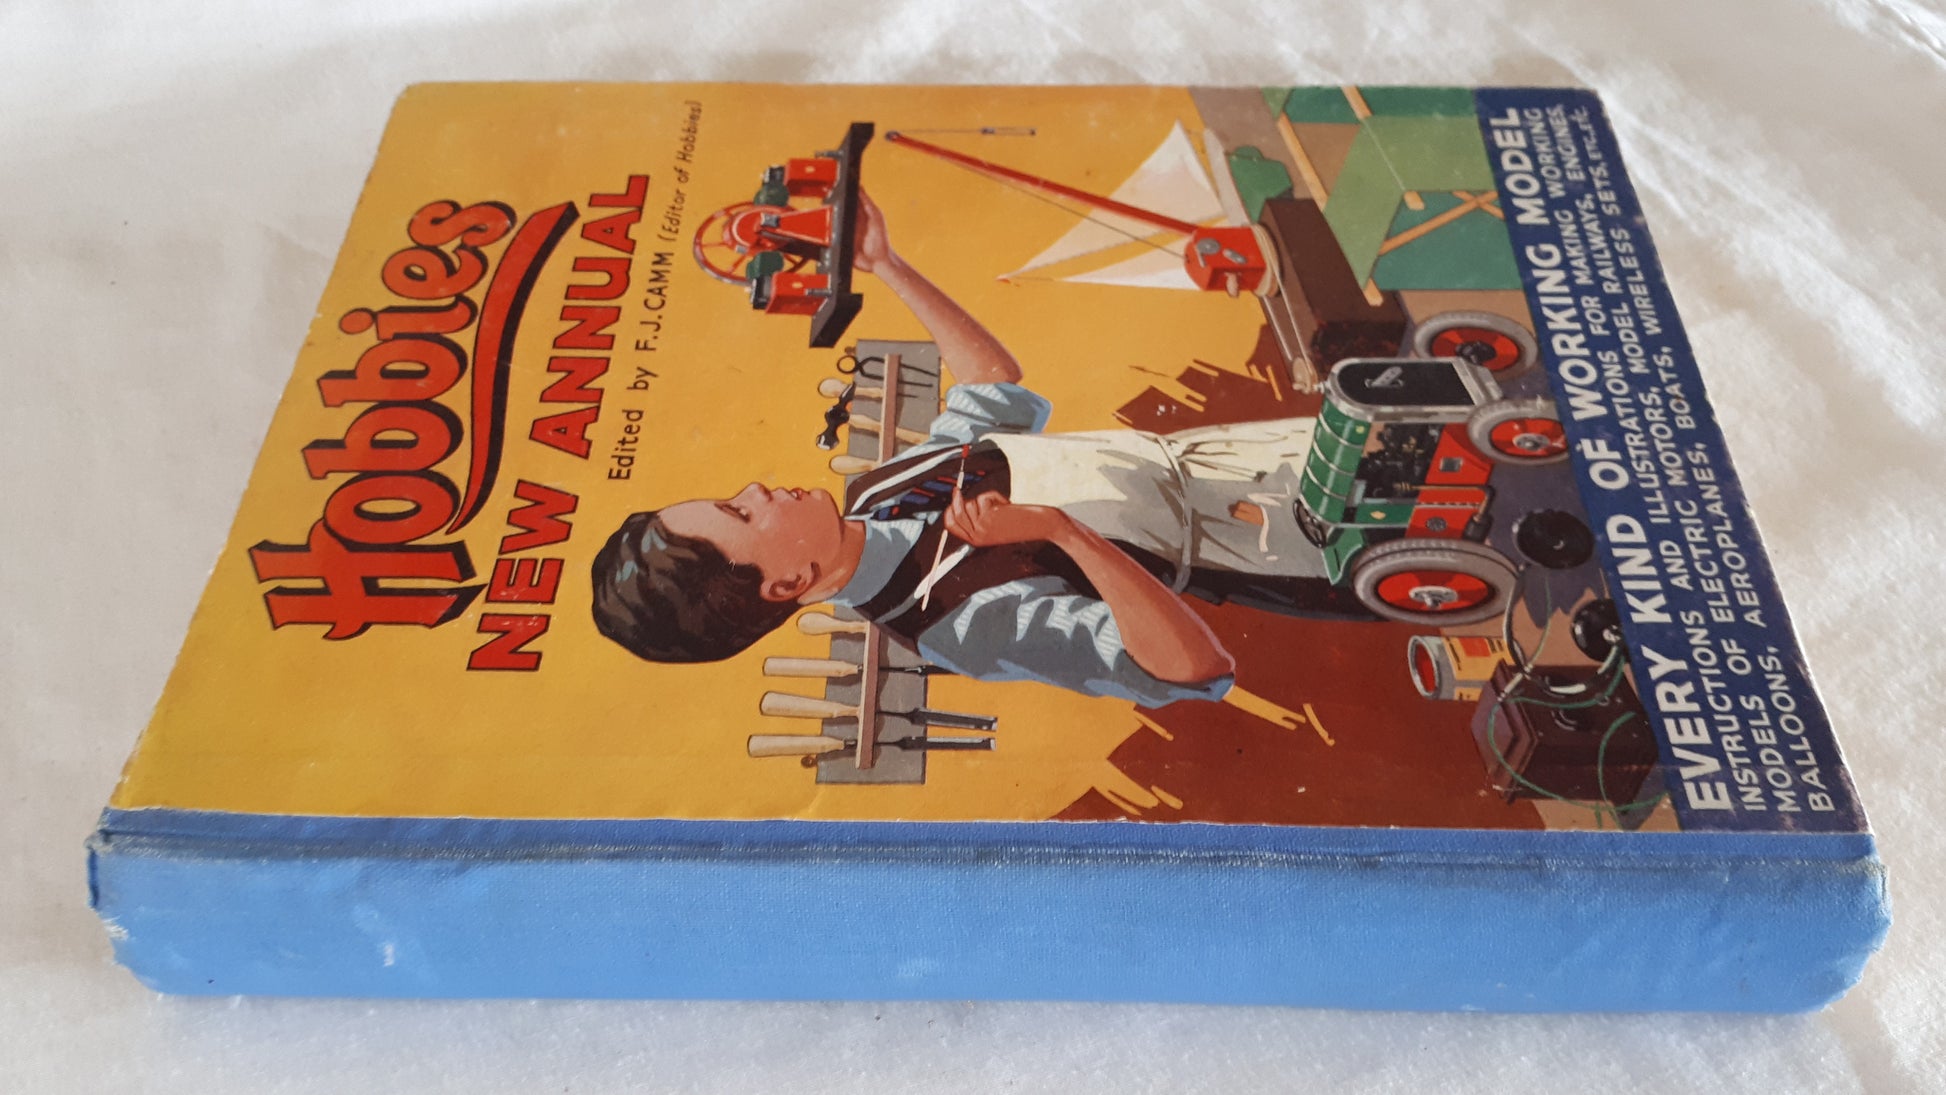 Hobbies
NEW ANNUAL
Edited by F.J. CAMM (Editor of Hobbies)
EVERY KIND OF WORKING MODEL
INSTRUCTIONS AND ILLUSTRATIONS FOR MAKING WORKING
MODELS OF ELECTRIC MOTORS, MODEL RAILWAYS, ENGINES,
BALLOONS, AEROPLANES, BOATS, WIRELESS SETS, ETC., ETC.